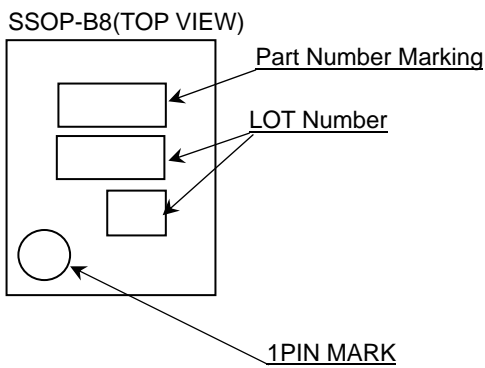 SSOP-B8(TOP VIEW)
Part Number Marking
LOT Number
1PIN MARK